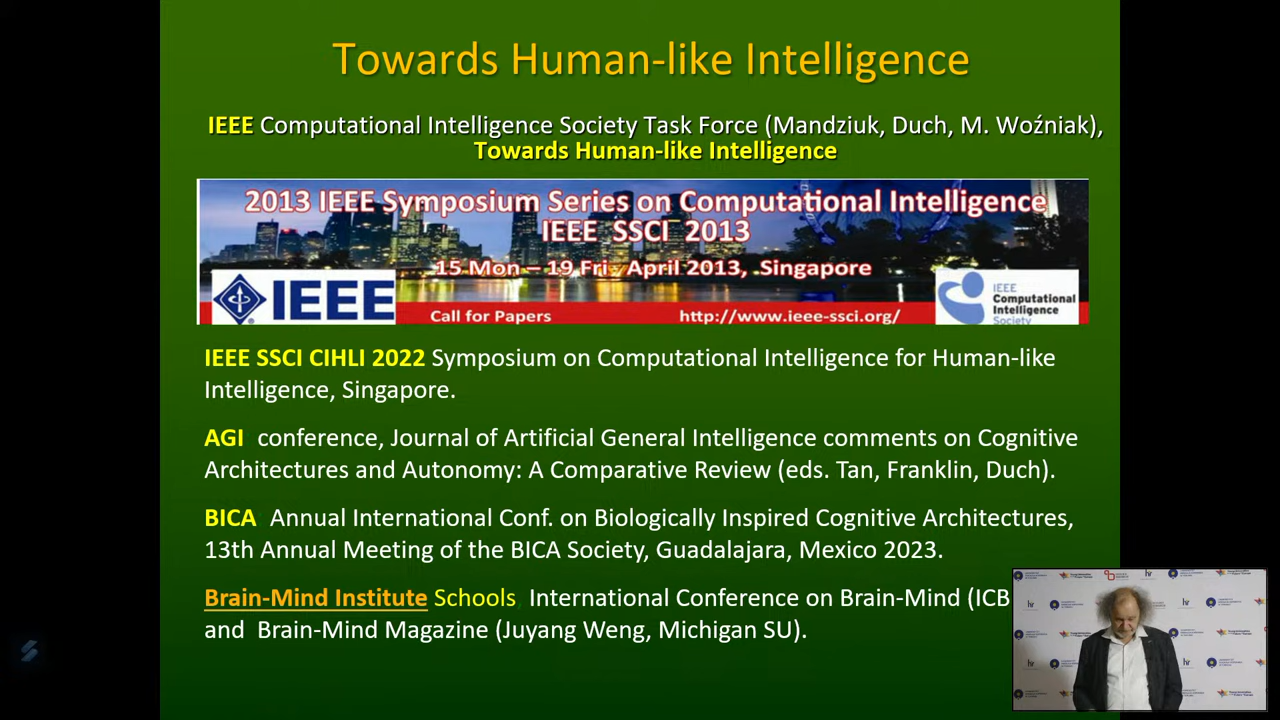 Towards Human-like Intelligence
IEEE Computational Intelligence Society Task Force (Mandziuk, Duch, M. Woźniak),
Towards Human-like Intelligence
2013 IEEE Symposium Series on Computational Intelligence
IEEE SSCI 2013
15 Mon – 19 Fri April 2013, Singapore
IEEE
IEEE
Computational
Intelligence
Society
Call for Papers http://www.ieee-ssci.org/
IEEE SSCI CIHLI 2022 Symposium on Computational Intelligence for Human-like
Intelligence, Singapore.
AGI conference, Journal of Artificial General Intelligence comments on Cognitive
Architectures and Autonomy: A Comparative Review (eds. Tan, Franklin, Duch).
BICA Annual International Conf. on Biologically Inspired Cognitive Architectures,
13th Annual Meeting of the BICA Society, Guadalajara, Mexico 2023.
Brain-Mind Institute Schools, International Conference on Brain-Mind (ICB
and Brain-Mind Magazine (Juyang Weng, Michigan SU).